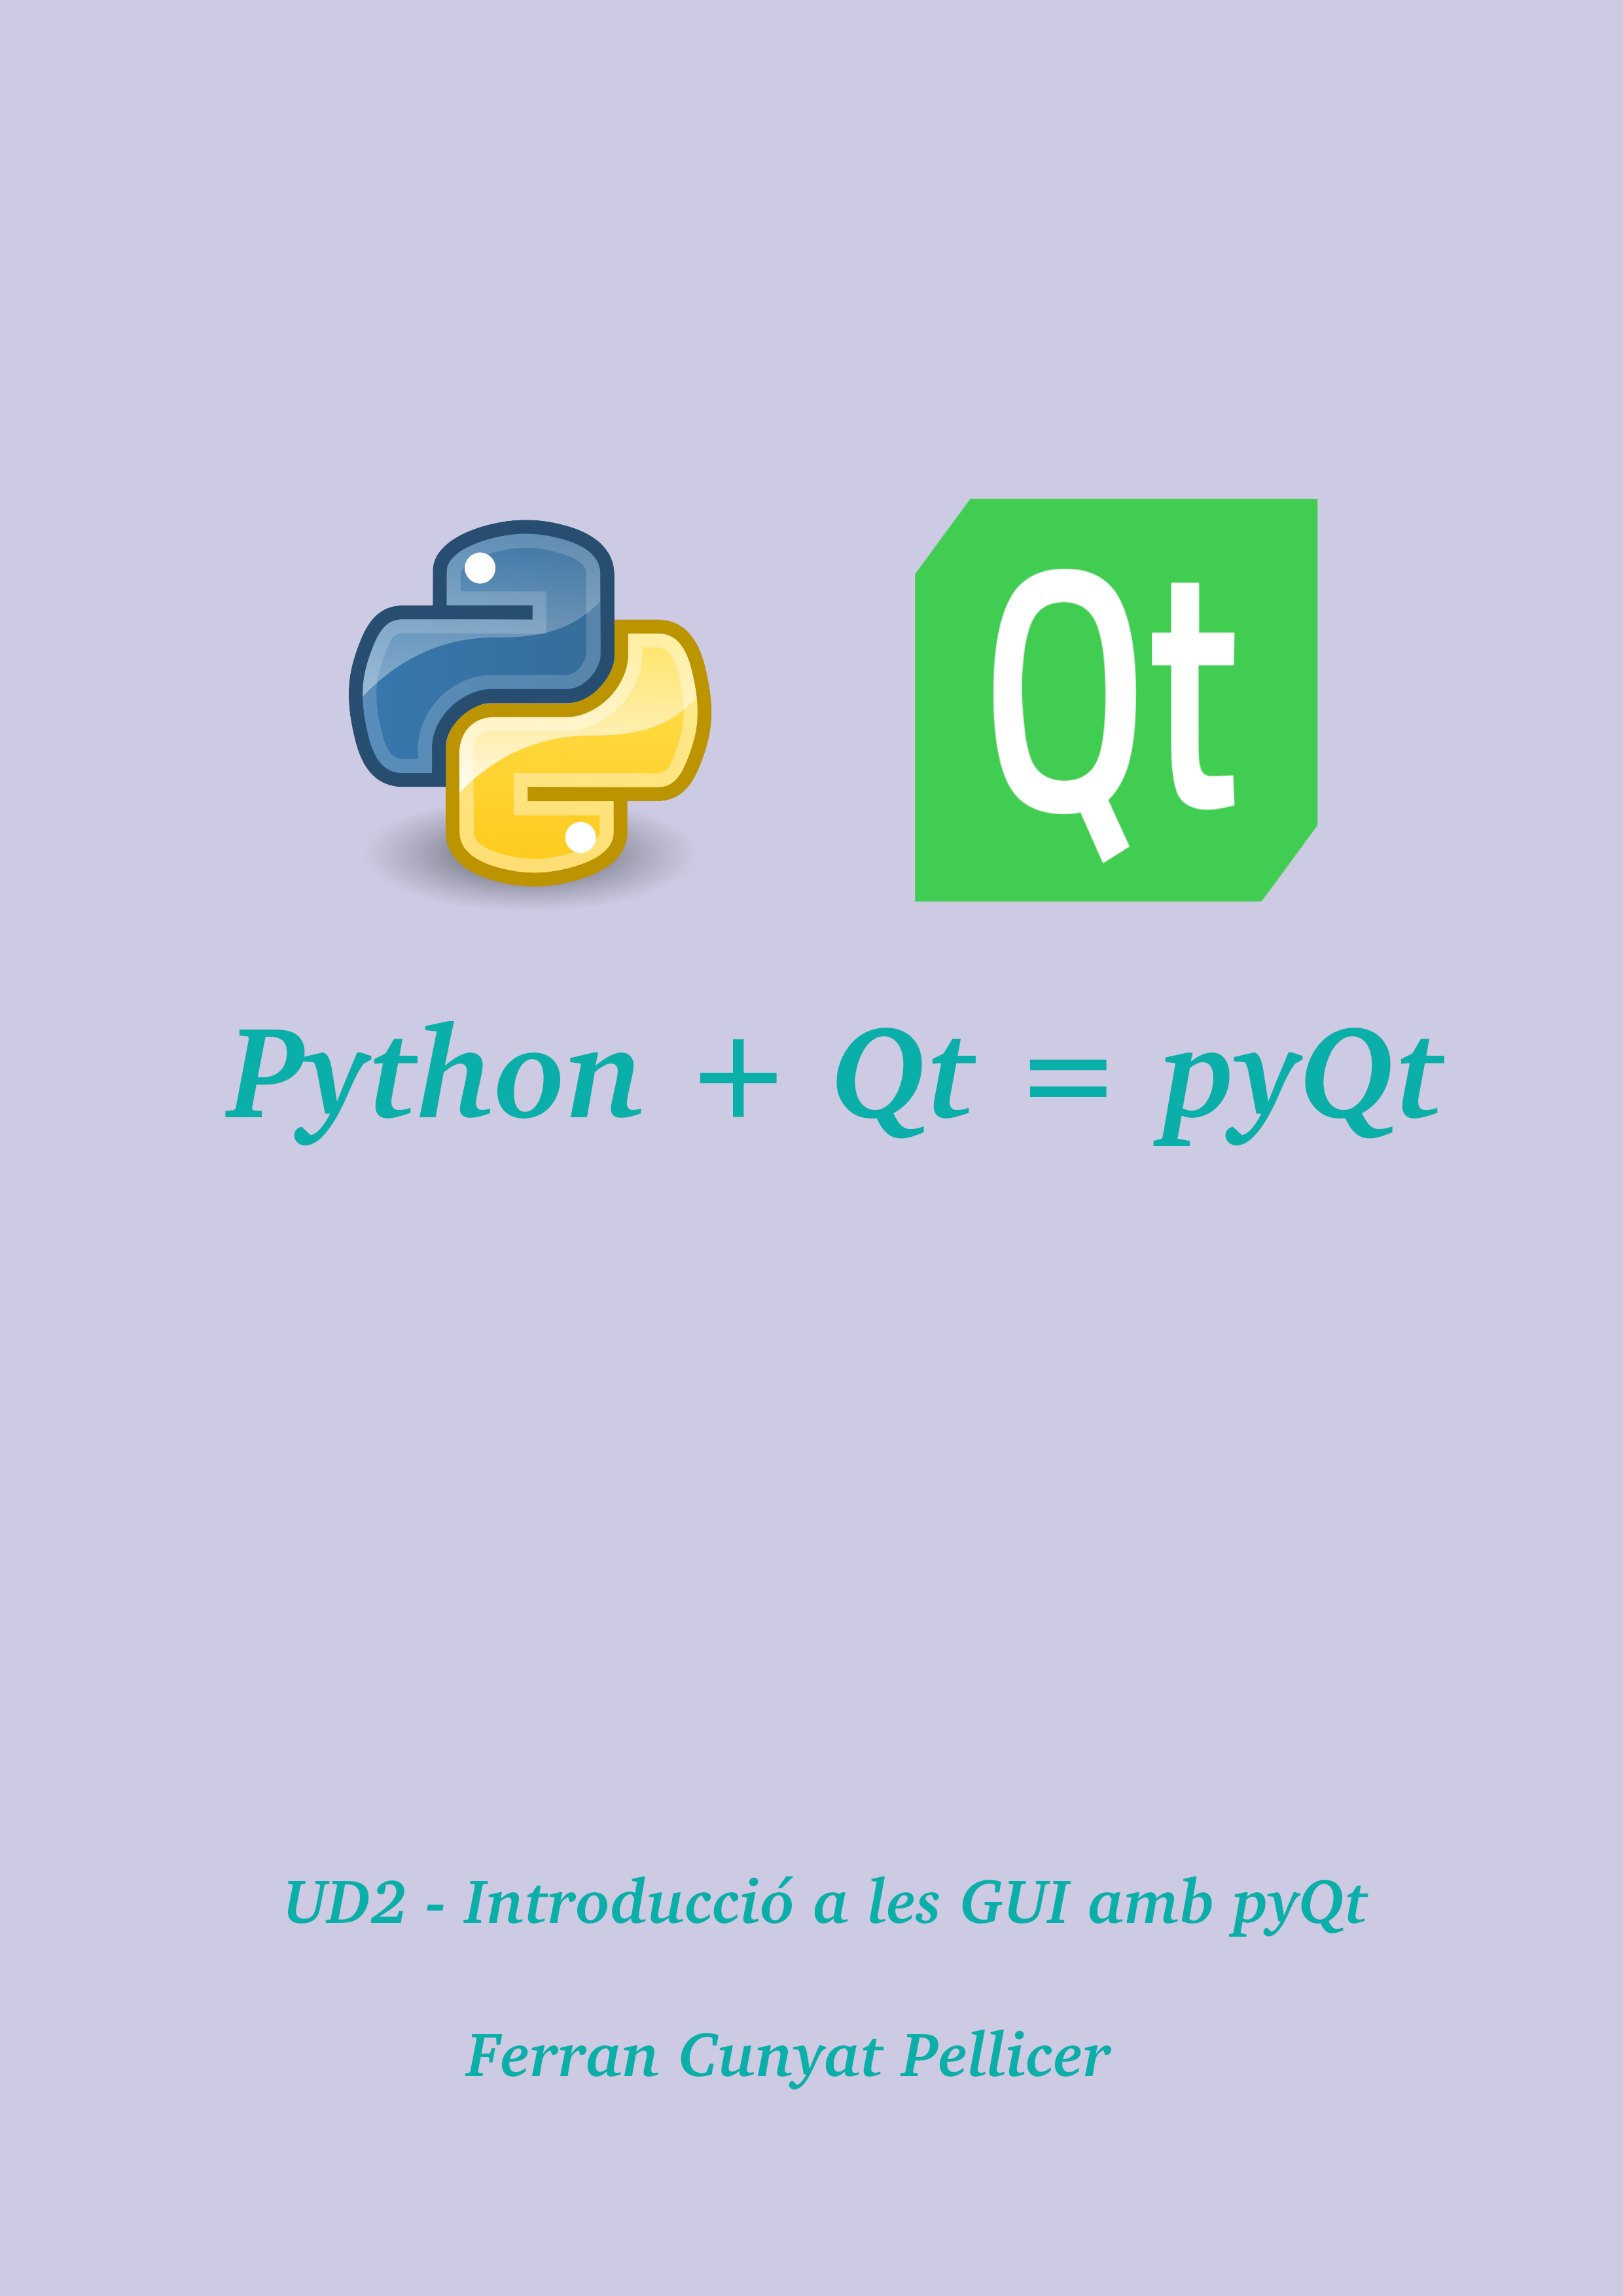 Qt
Python + Qt = pyQt
UD2 - Introducció a les GUI amb pyQt
Ferran Cunyat Pellicer